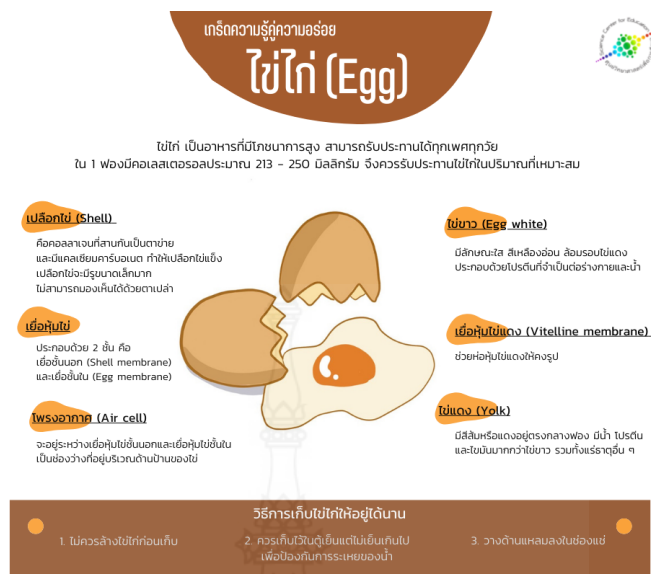 เกร็ดความรู้คู่ความอร่อย
ไข่ไก่ (Egg)
Science Center for Education
ไข่ไก่ เป็นอาหารที่มีโภชนาการสูง สามารถรับประทานได้ทุกเพศทุกวัย
ใน 1 ฟองมีคอเลสเตอรอลประมาณ 213 - 250 มิลลิกรัม จึงควรรับประทานไข่ไก่ในปริมาณที่เหมาะสม
เปลือกไข่ (Shell)
คือคอลลาเจนที่สานกันเป็นตาข่าย
และมีแคลเซียมคาร์บอเนต ทำให้เปลือกไข่แข็ง
เปลือกไข่จะมีรูขนาดเล็กมาก
ไม่สามารถมองเห็นได้ด้วยตาเปล่า
เยื่อหุ้มไข่
ประกอบด้วย 2 ชั้น คือ
เยื่อชั้นนอก (Shell membrane)
และเยื่อชั้นใน (Egg membrane)
โพรงอากาศ (Air cell)
จะอยู่ระหว่างเยื่อหุ้มไข่ชั้นนอกและเยื่อหุ้มไข่ชั้นใน
เป็นช่องว่างที่อยู่บริเวณด้านป้านของไข่
ไข่ขาว (Egg white)
มีลักษณะใส สีเหลืองอ่อน ล้อมรอบไข่แดง
ประกอบด้วยโปรตีนที่จำเป็นต่อร่างกายและน้ำ
เยื่อหุ้มไข่แดง (Vitelline membrane)
ช่วยห่อหุ้มไข่แดงให้คงรูป
ไข่แดง (Yolk)
มีสีส้มหรือแดงอยู่ตรงกลางฟอง มีน้ำ โปรตีน
และไขมันมากกว่าไข่ขาว รวมทั้งแร่ธาตุอื่น ๆ
วิธีการเก็บไข่ไก่ให้อยู่ได้นาน
1. ไม่ควรล้างไข่ไก่ก่อนเก็บ
2. ควรเก็บไว้ในตู้เย็นแต่ไม่เย็นเกินไป
เพื่อป้องกันการระเหยของน้ำ
3. วางด้านแหลมลงในช่องแช่